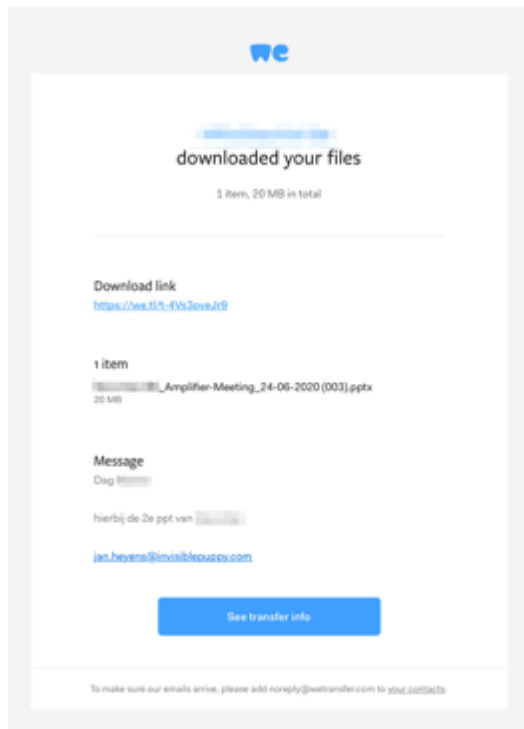 we
downloaded your files
1 item, 20 MB in total
Download link
https://we.tl/t-4Vs3oveJr9
1 item
_Amplifier-Meeting_24-06-2020 (003).pptx
20 MB
Message
Dag
hierbij de 2e ppt van
jan.heyens@invisiblepuppy.com
See transfer info
To make sure our emails arrive, please add noreply@wetransfer.com to your contacts.